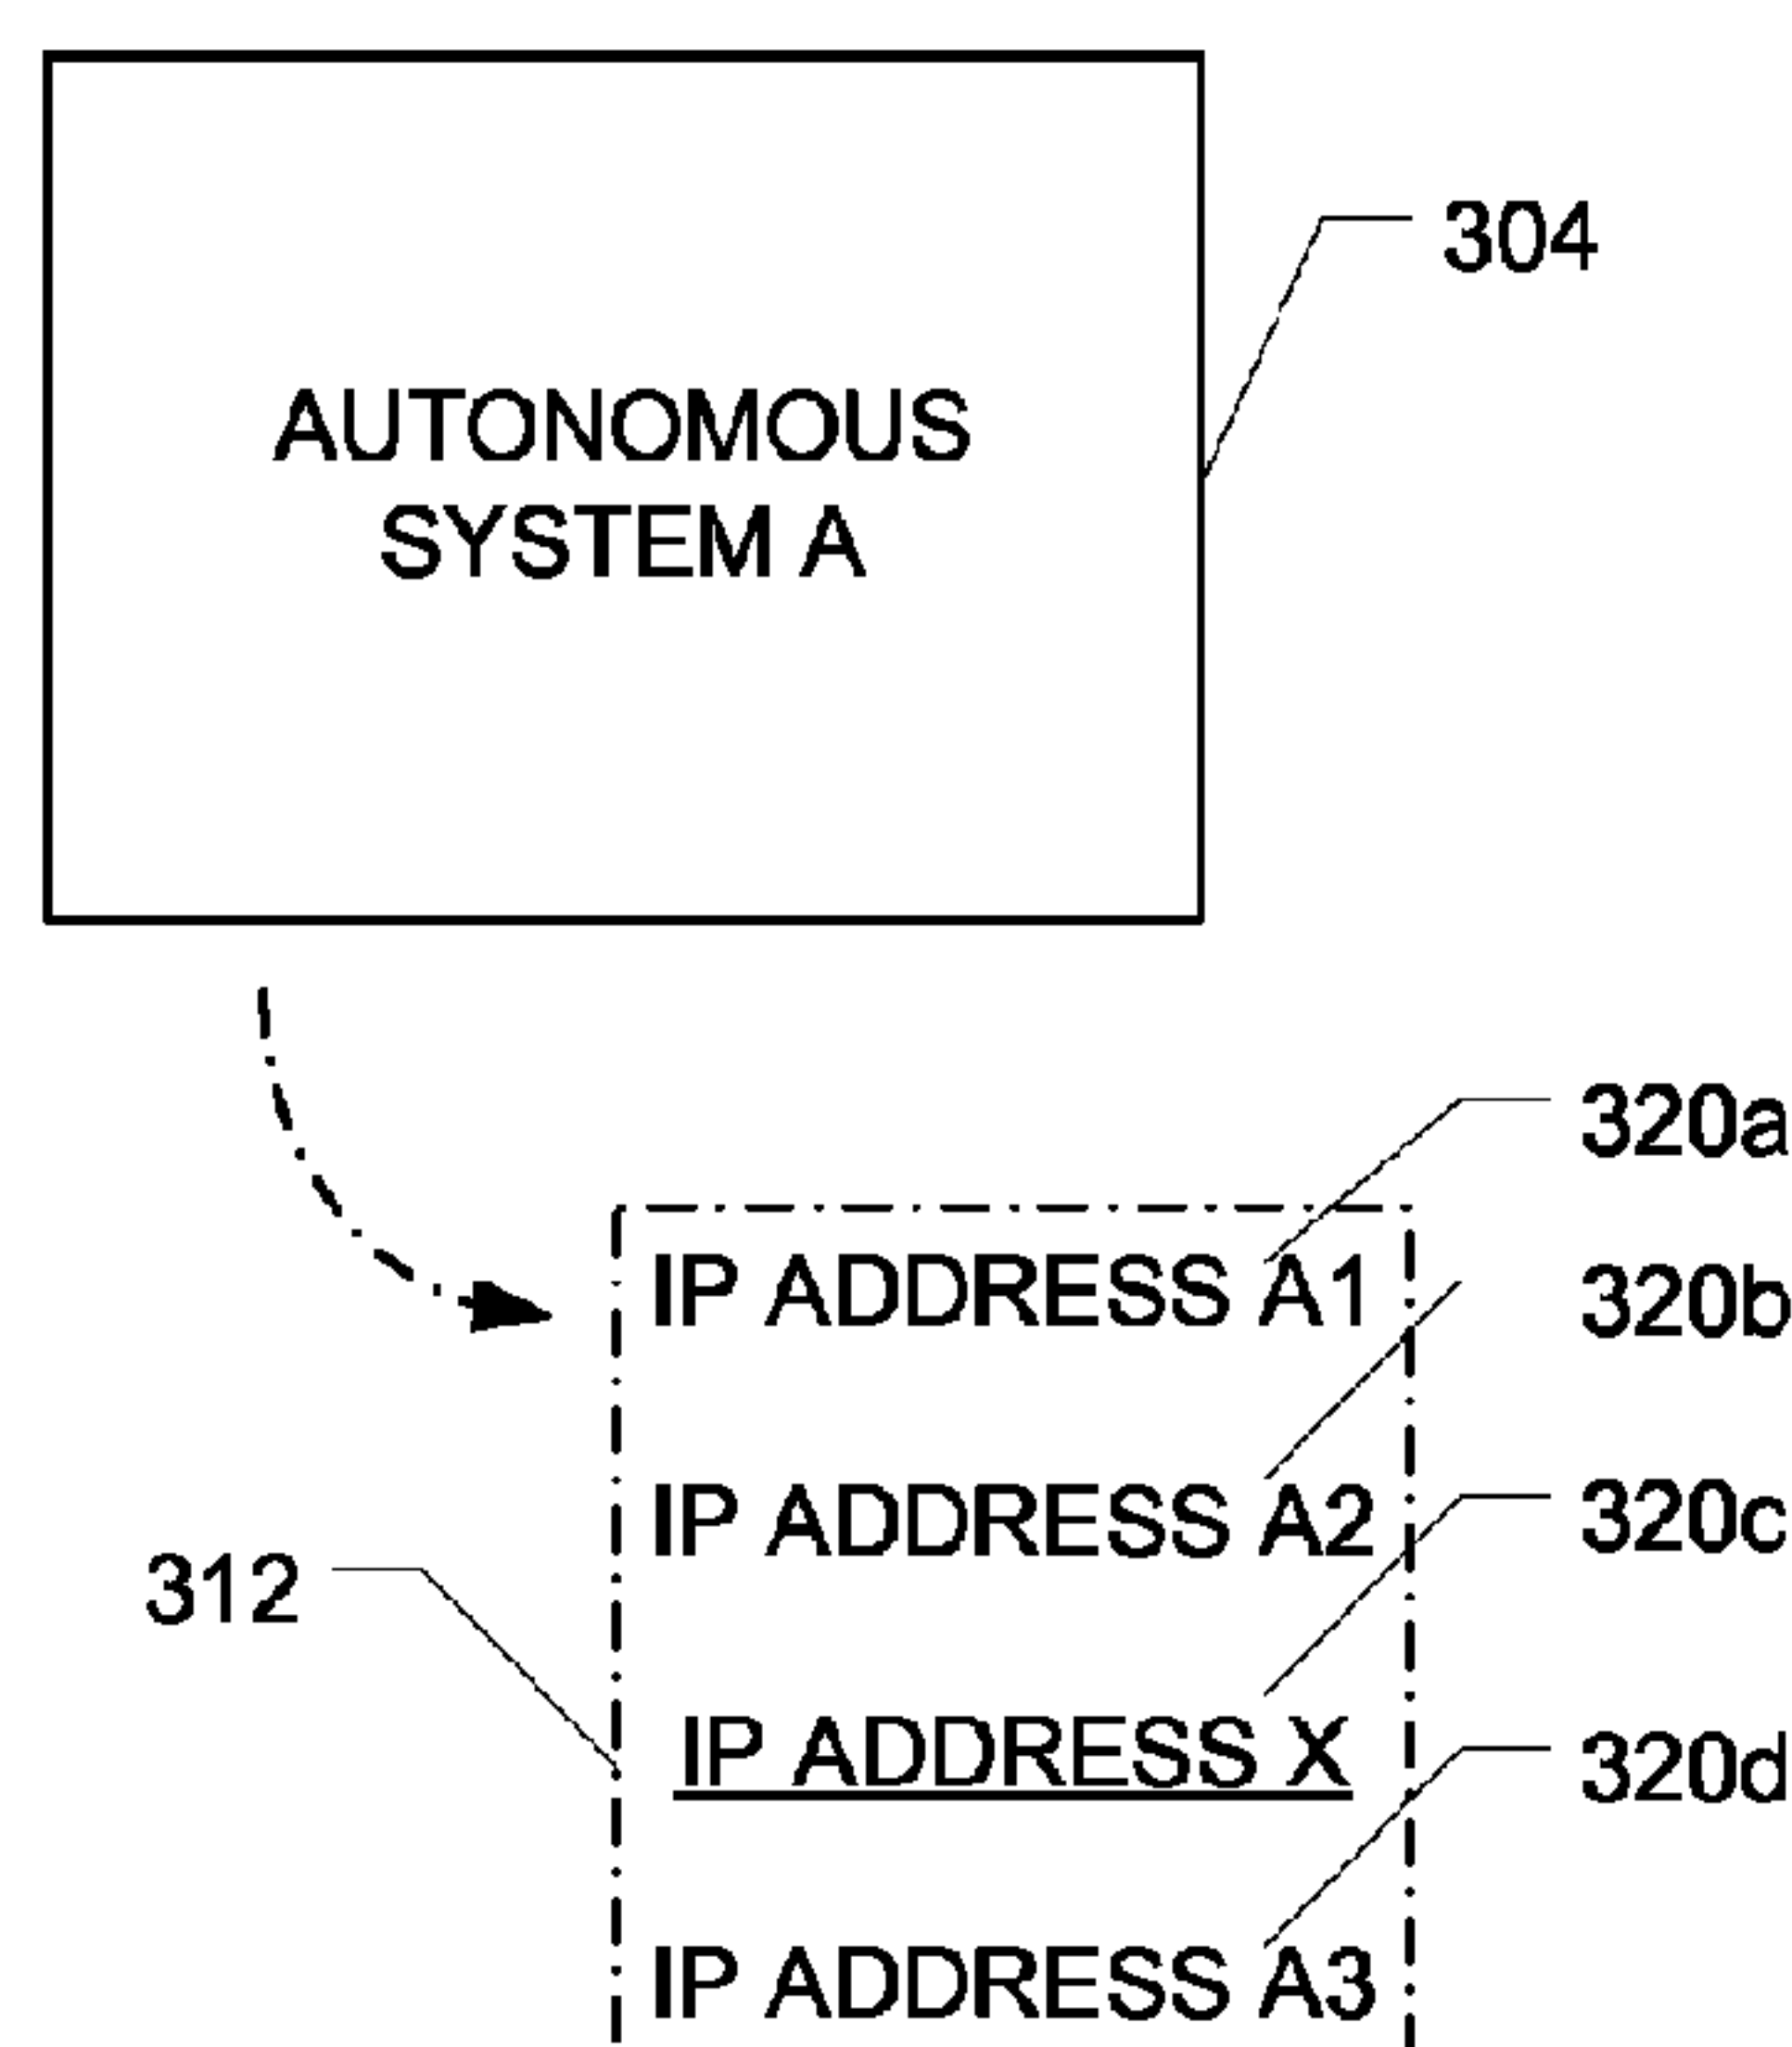 304
AUTONOMOUS
SYSTEM A
320a
IP ADDRESS A1
320b
IP ADDRESS A2
320c
312
IP ADDRESS X
320d
IP ADDRESS A3